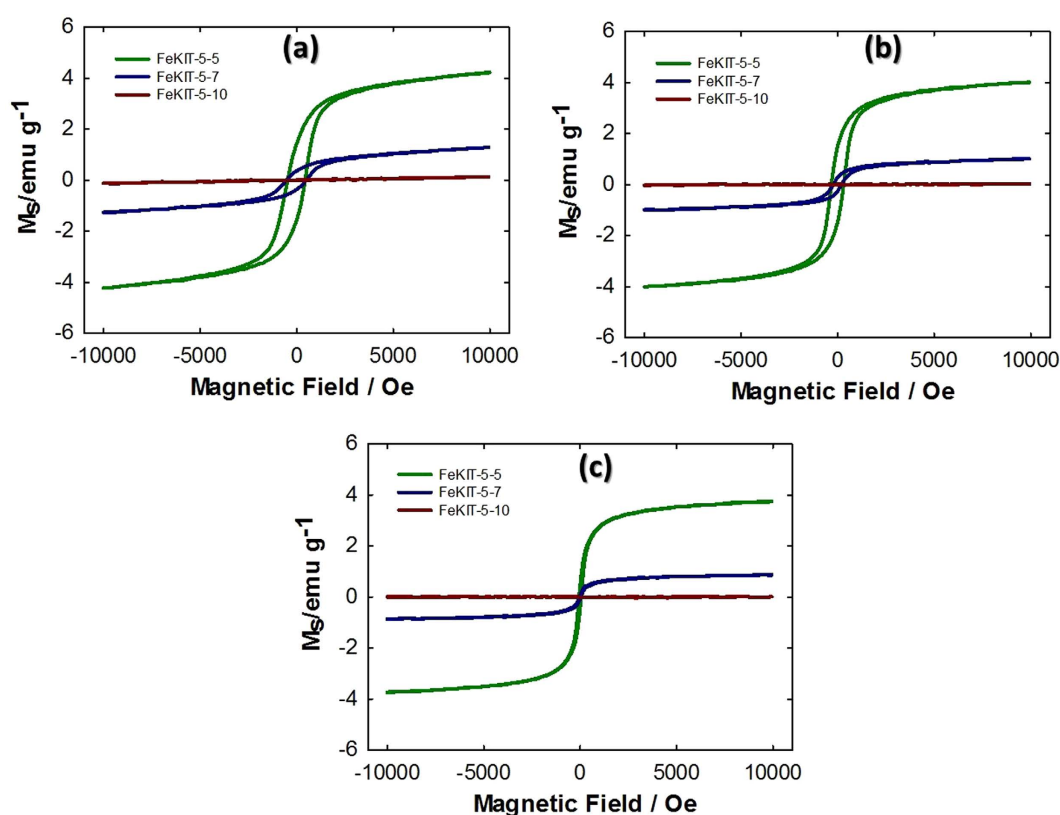 (a)
FeKIT-5-5
FeKIT-5-7
FeKIT-5-10
6
4
2
0
-2
-4
-6
Ms/emu g-1
-10000 -5000 0 5000 10000
Magnetic Field / Oe
(b)
FeKIT-5-5
FeKIT-5-7
FeKIT-5-10
6
4
2
0
-2
-4
-6
Ms/emu g-1
-10000 -5000 0 5000 10000
Magnetic Field / Oe
(c)
FeKIT-5-5
FeKIT-5-7
FeKIT-5-10
6
4
2
0
-2
-4
-6
Ms/emu g-1
-10000 -5000 0 5000 10000
Magnetic Field / Oe